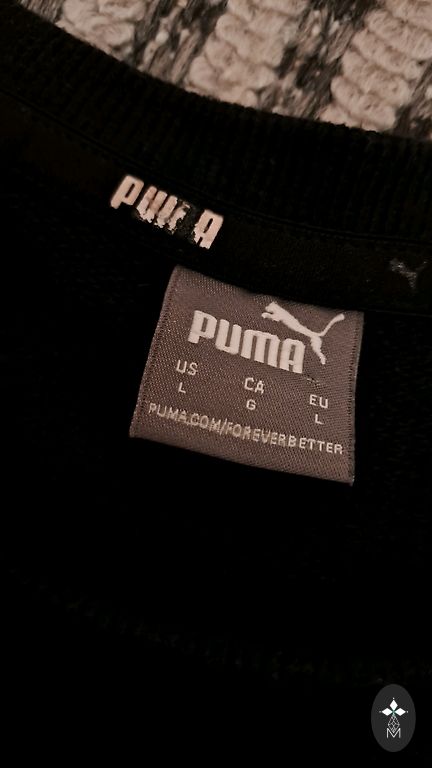 PUMA
PUMA
US CA EU
L G L
PUMA.COM/FOREVERBETTER
M